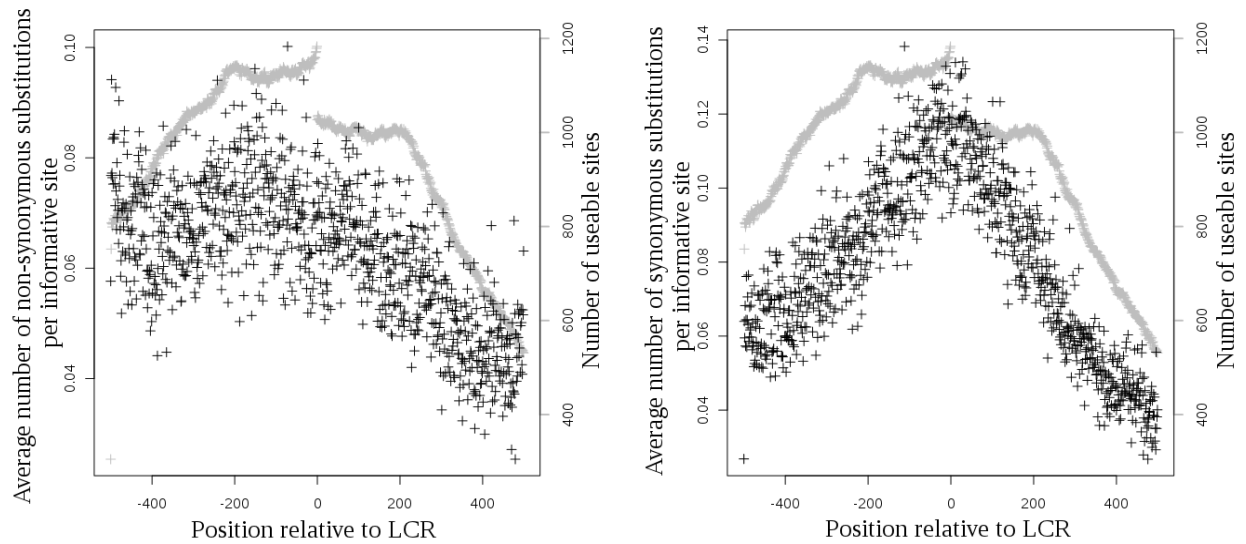 Average number of non-synonymous substitutions
per informative site
0.04 0.06 0.08 0.10
-400 -200 0 200 400
Position relative to LCR
400 600 800 1000 1200
Number of useable sites
Average number of synonymous substitutions
per informative site
0.04 0.06 0.08 0.10 0.12 0.14
-400 -200 0 200 400
Position relative to LCR
400 600 800 1000 1200
Number of useable sites